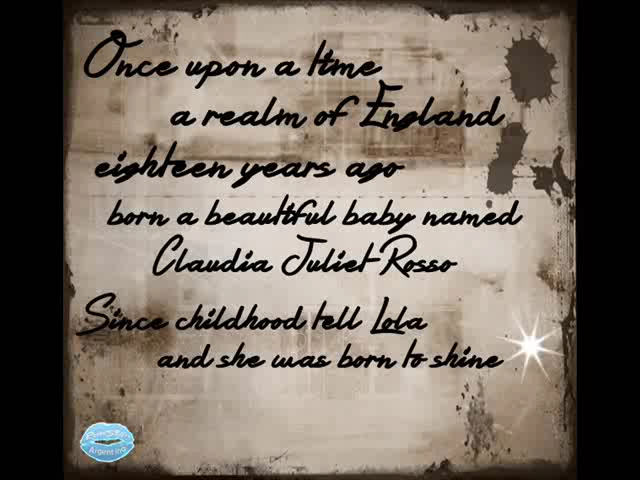 Once upon a time
a realm of England
eighteen years ago
born a beautiful baby named
Claudia Juliet Rosso
Since childhood tell Lola
and she was born to shine
Argentina